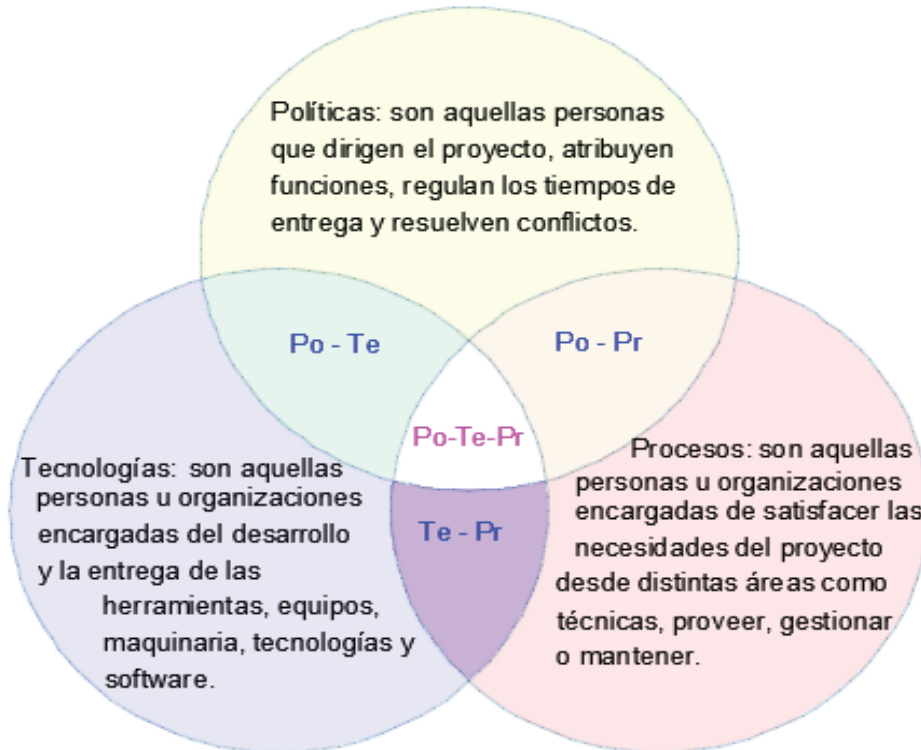 Políticas: son aquellas personas
que dirigen el proyecto, atribuyen
funciones, regulan los tiempos de
entrega y resuelven conflictos.
Po - Te
Po - Pr
Po-Te-Pr
Tecnologías: son aquellas
personas u organizaciones
encargadas del desarrollo
y la entrega de las
herramientas, equipos,
maquinaria, tecnologías y
software.
Te - Pr
Procesos: son aquellas
personas u organizaciones
encargadas de satisfacer las
necesidades del proyecto
desde distintas áreas como
técnicas, proveer, gestionar
o mantener.